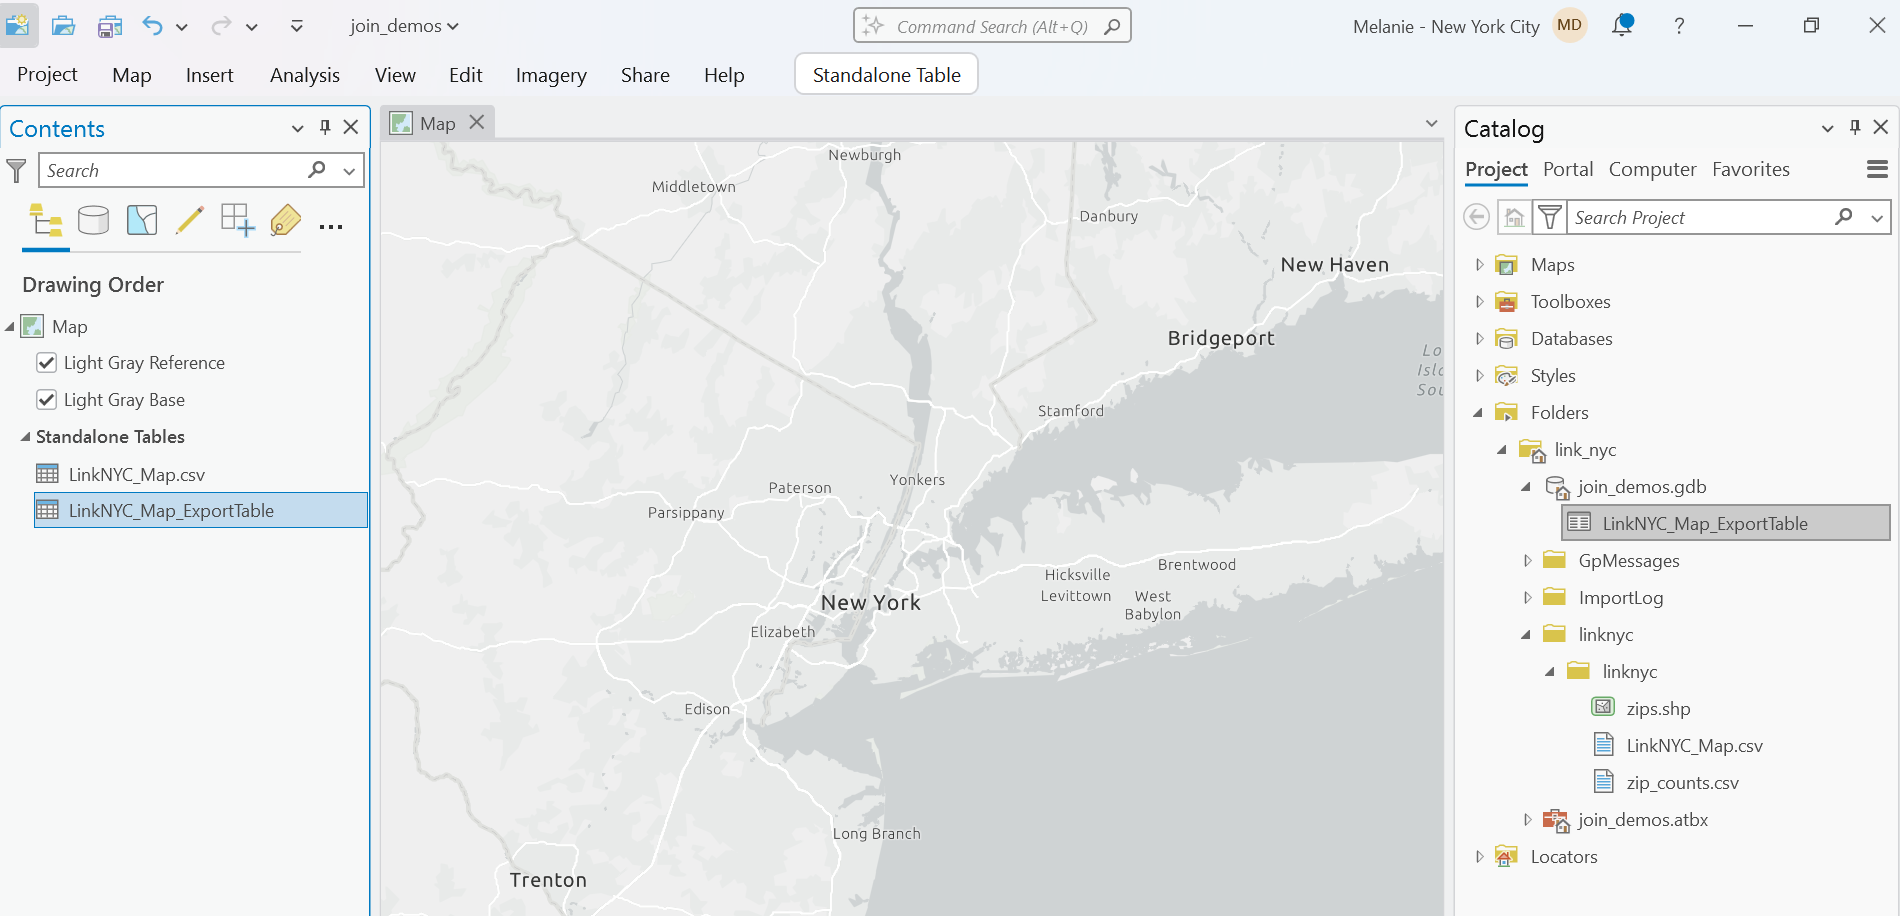 join_demos
Command Search (Alt+Q)
Melanie - New York City
MD
?
Project
Map
Insert
Analysis
View
Edit
Imagery
Share
Help
Standalone Table
Contents
Search
Drawing Order
Map
Light Gray Reference
Light Gray Base
Standalone Tables
LinkNYC_Map.csv
LinkNYC_Map_ExportTable
Map
Newburgh
Middletown
Danbury
New Haven
Bridgeport
Lo
Isl
Sou
Stamford
Yonkers
Paterson
Parsippany
Brentwood
Hicksville
Levittown
West
Babylon
New York
Elizabeth
Edison
Long Branch
Trenton
Catalog
Project
Portal
Computer
Favorites
Search Project
Maps
Toolboxes
Databases
Styles
Folders
link_nyc
join_demos.gdb
LinkNYC_Map_ExportTable
GpMessages
ImportLog
linknyc
linknyc
zips.shp
LinkNYC_Map.csv
zip_counts.csv
join_demos.atbx
Locators